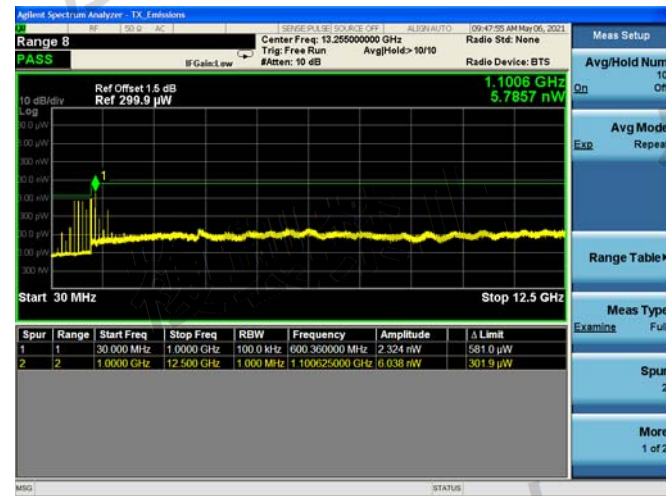 Agilent Spectrum Analyzer - TX_Emissions
RF 50 Ω AC SENSE:PULSE SOURCE OFF ALIGN AUTO 09:47:55 AM May 06, 2021
Range 8
Center Freq: 13.255000000 GHz
Radio Std: None
PASS
Trig: Free Run
Avg|Hold:> 10/10
IFGain:Low
#Atten: 10 dB
Radio Device: BTS
Ref Offset 1.5 dB
1.1006 GHz
10 dB/div
Ref 299.9 µW
5.7857 nW
Log
1
Start 30 MHz
Stop 12.5 GHz
Spur Range Start Freq Stop Freq RBW Frequency Amplitude Δ Limit
1 1 30.000 MHz 1.0000 GHz 100.0 kHz 600.360000 MHz 2.324 nW 581.0 µW
2 2 1.0000 GHz 12.500 GHz 1.000 MHz 1.100625000 GHz 6.038 nW 301.9 µW
MSG
STATUS
Meas Setup
Avg/Hold Num
10
On Off
Avg Mode
Exp Repeat
Range Table
Meas Type
Examine Full
Spur
2
More
1 of 2